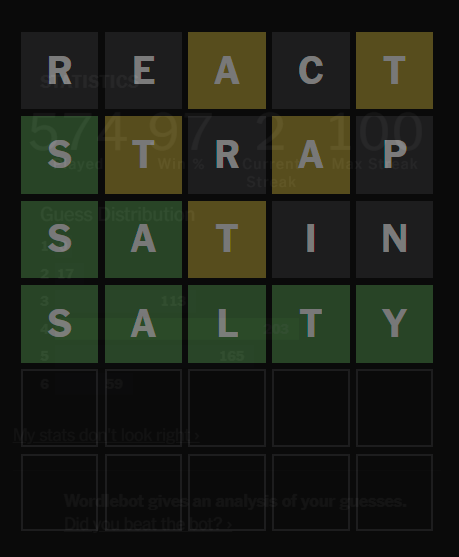 R E A C T
STATISTICS
574 97 2 100
Played Win % Current Streak Max Streak
S T R A P
Guess Distribution
S A T I N
1
2 17
3 113
S A L T Y
4 203
5 165
6 59
My stats don't look right ›
Wordlebot gives an analysis of your guesses.
Did you beat the bot? ›